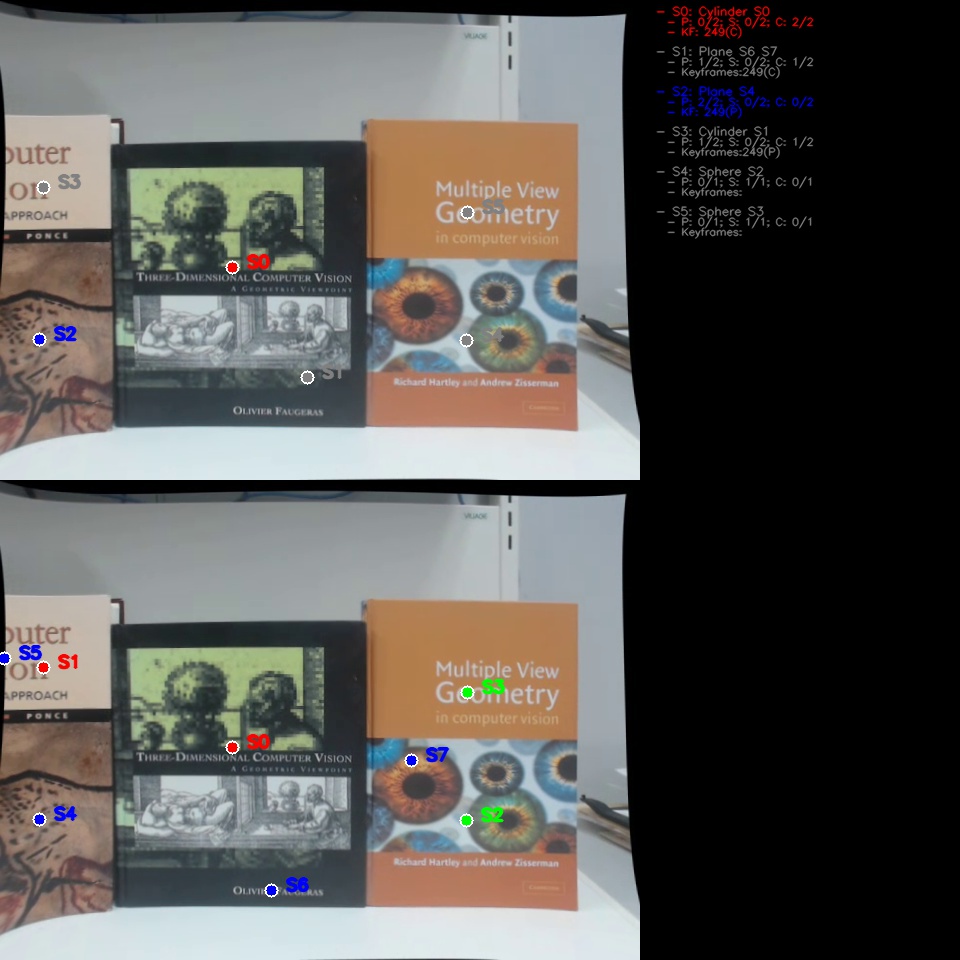 – S0: Cylinder S0
– P: 0/2; S: 0/2; C: 2/2
– KF: 249(C)
– S1: Plane S6 S7
– P: 1/2; S: 0/2; C: 1/2
– Keyframes:249(C)
– S2: Plane S4
– P: 2/2; S: 0/2; C: 0/2
– KF: 249(P)
– S3: Cylinder S1
– P: 1/2; S: 0/2; C: 1/2
– Keyframes:249(P)
– S4: Sphere S2
– P: 0/1; S: 1/1; C: 0/1
– Keyframes:
– S5: Sphere S3
– P: 0/1; S: 1/1; C: 0/1
– Keyframes:
outer
ion
APPROACH
PONCE
S3
S2
S0
THREE-DIMENSIONAL COMPUTER VISION
A GEOMETRIC VIEWPOINT
S1
OLIVIER FAUGERAS
Multiple View
Geometry
in computer vision
Richard Hartley and Andrew Zisserman
outer
ion
APPROACH
PONCE
S5
S1
S4
S0
THREE-DIMENSIONAL COMPUTER VISION
A GEOMETRIC VIEWPOINT
S6
OLIVIER FAUGERAS
Multiple View
Geometry
S3
in computer vision
S7
S2
Richard Hartley and Andrew Zisserman